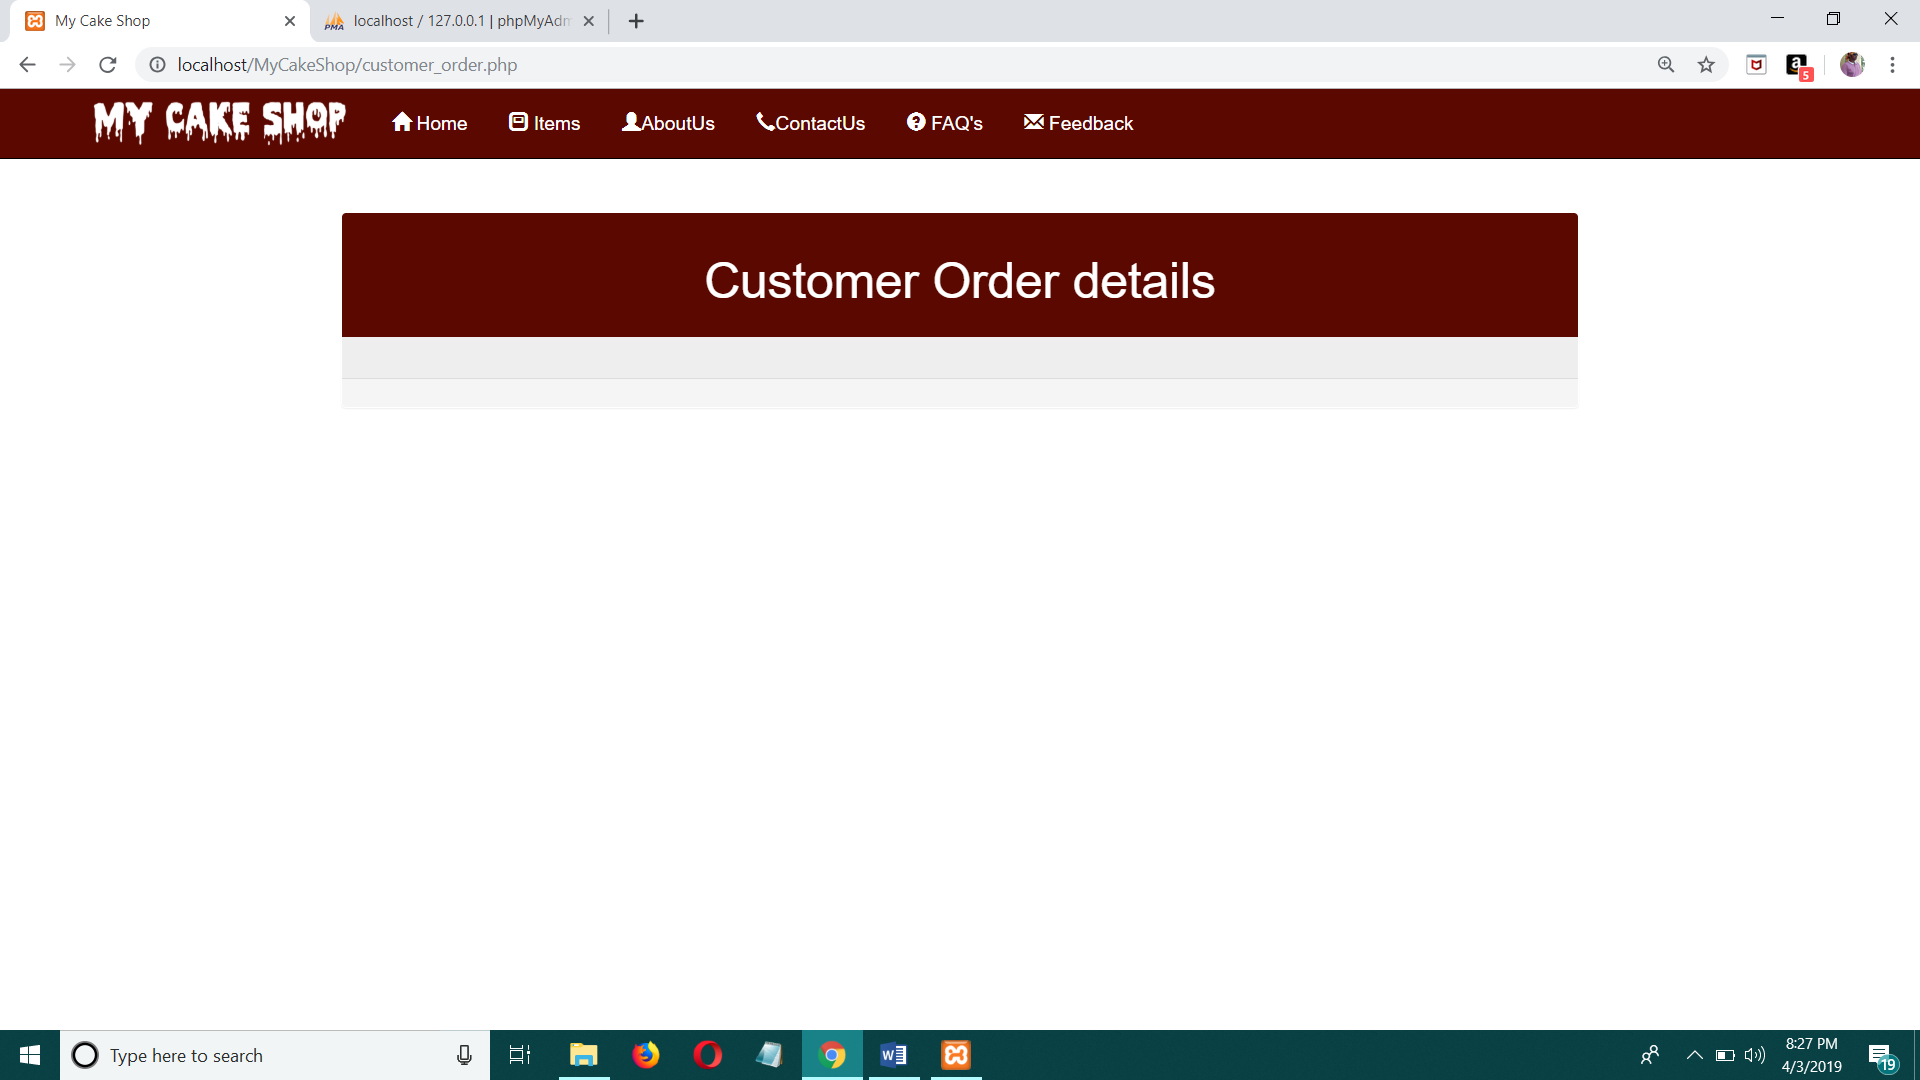 My Cake Shop
localhost / 127.0.0.1 | phpMyAdm
localhost/MyCakeShop/customer_order.php
5
MY CAKE SHOP
Home
Items
AboutUs
ContactUs
FAQ's
Feedback
Customer Order details
Type here to search
8:27 PM
4/3/2019
19